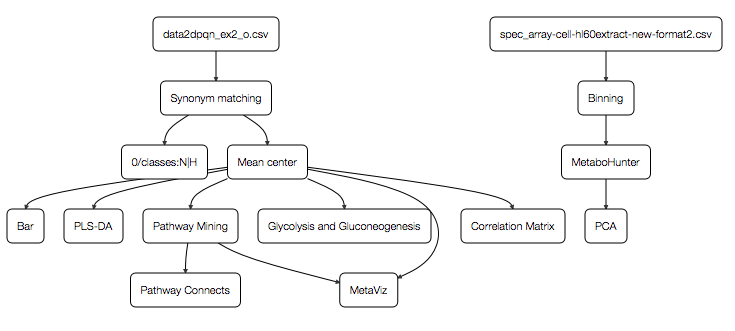 data2dpqn_ex2_o.csv
spec_array-cell-hl60extract-new-format2.csv
Synonym matching
Binning
0/classes:N|H
Mean center
MetaboHunter
Bar
PLS-DA
Pathway Mining
Glycolysis and Gluconeogenesis
Correlation Matrix
PCA
Pathway Connects
MetaViz